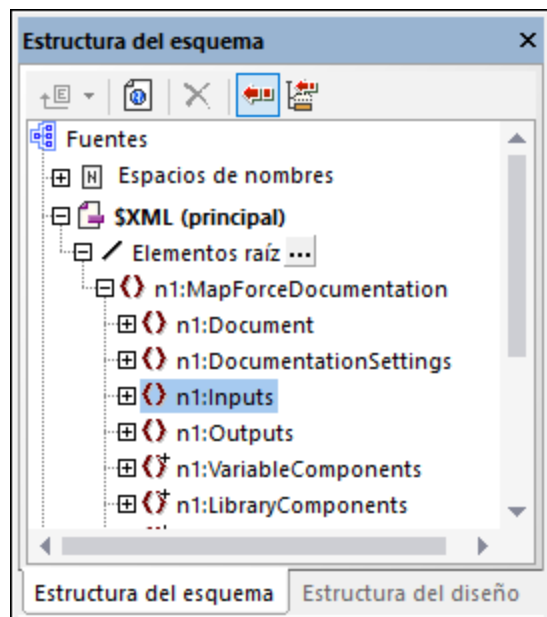 Estructura del esquema
Fuentes
Espacios de nombres
$XML (principal)
Elementos raíz ...
n1:MapForceDocumentation
n1:Document
n1:DocumentationSettings
n1:Inputs
n1:Outputs
n1:VariableComponents
n1:LibraryComponents
Estructura del esquema Estructura del diseño